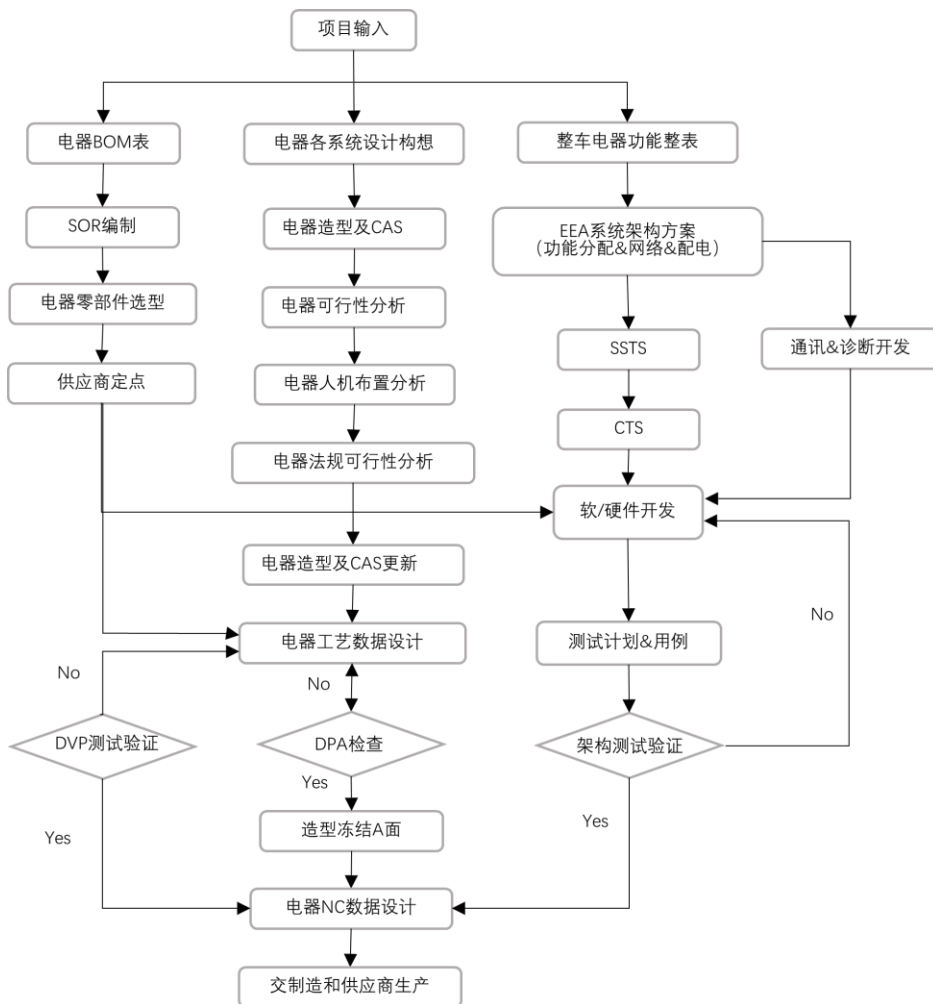 项目输入
电器BOM表
电器各系统设计构想
整车电器功能整表
SOR编制
电器造型及CAS
EEA系统架构方案
（功能分配&网络&配电）
电器零部件选型
电器可行性分析
SSTS
通讯&诊断开发
供应商定点
电器人机布置分析
CTS
电器法规可行性分析
软/硬件开发
电器造型及CAS更新
No
电器工艺数据设计
测试计划&用例
No
No
DVP测试验证
DPA检查
架构测试验证
Yes
Yes
Yes
造型冻结A面
电器NC数据设计
交制造和供应商生产